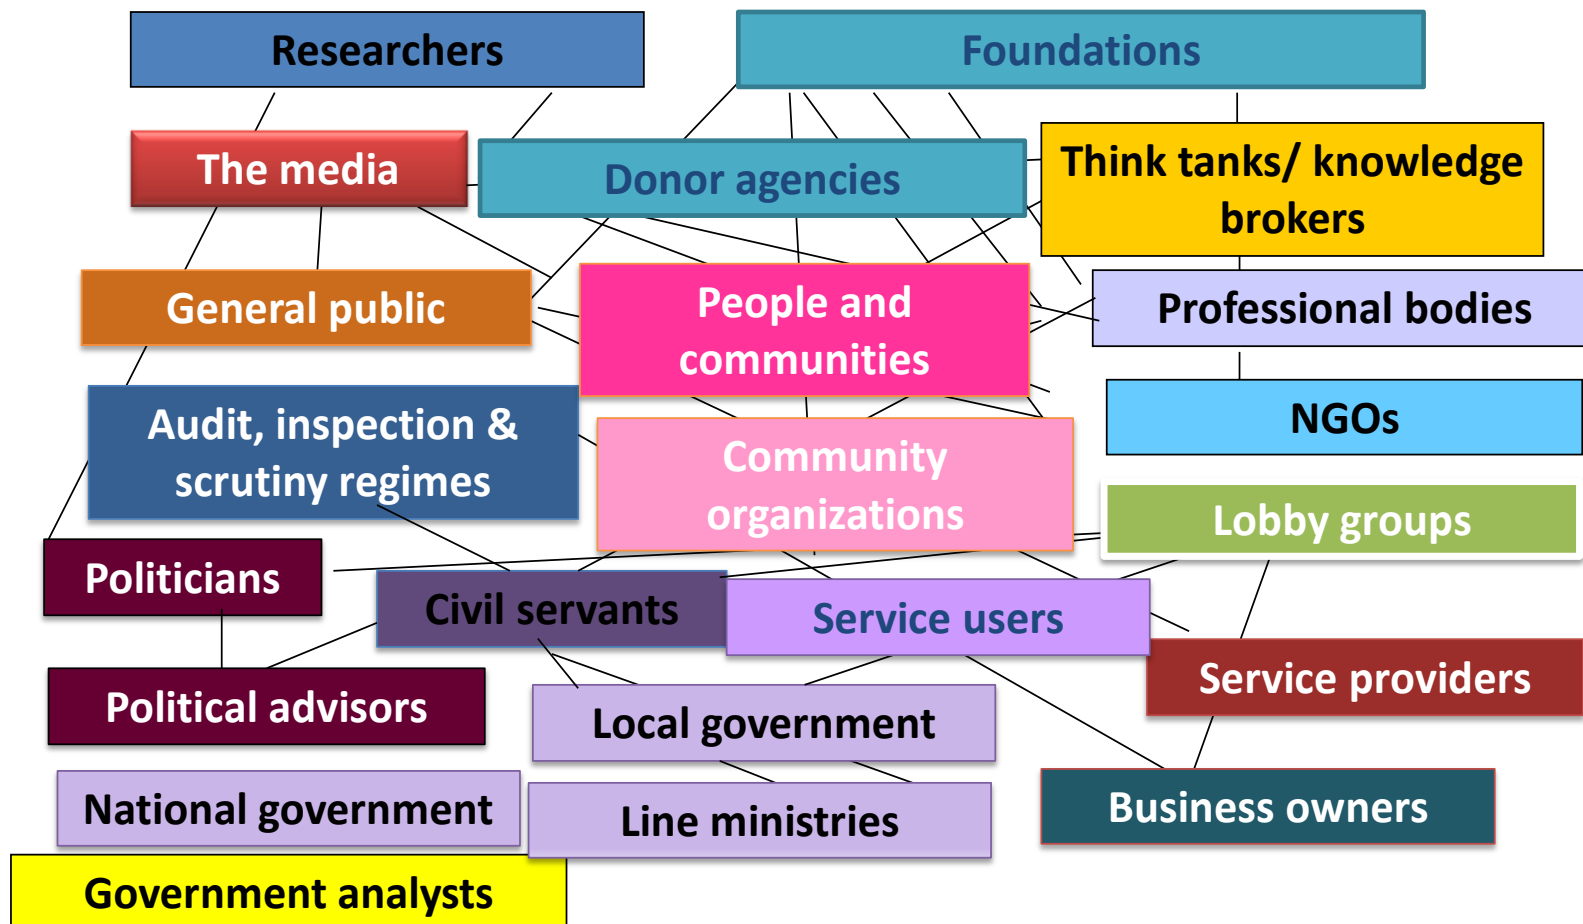 Researchers
Foundations
The media
Donor agencies
Think tanks/ knowledge
brokers
General public
People and
communities
Professional bodies
Audit, inspection &
scrutiny regimes
NGOs
Community
organizations
Lobby groups
Politicians
Civil servants
Service users
Service providers
Political advisors
Local government
National government
Line ministries
Business owners
Government analysts